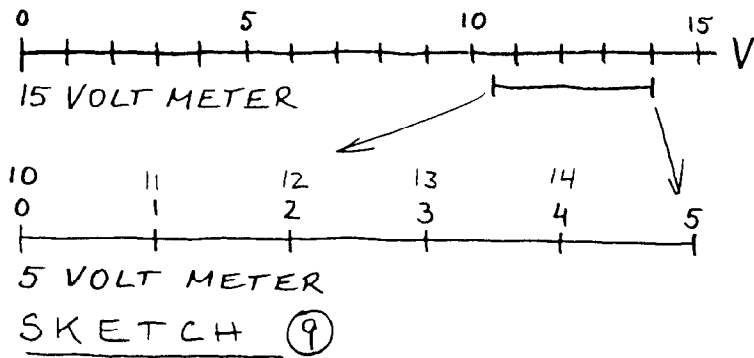 0 5 10 15
V
15 VOLT METER
10 11 12 13 14
0 1 2 3 4 5
5 VOLT METER
SKETCH 9